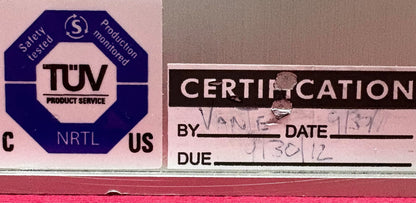 Safety tested
Production monitored
S
TÜV
PRODUCT SERVICE
C NRTL US
CERTIFICATION
BY DATE
DUE 9/30/12